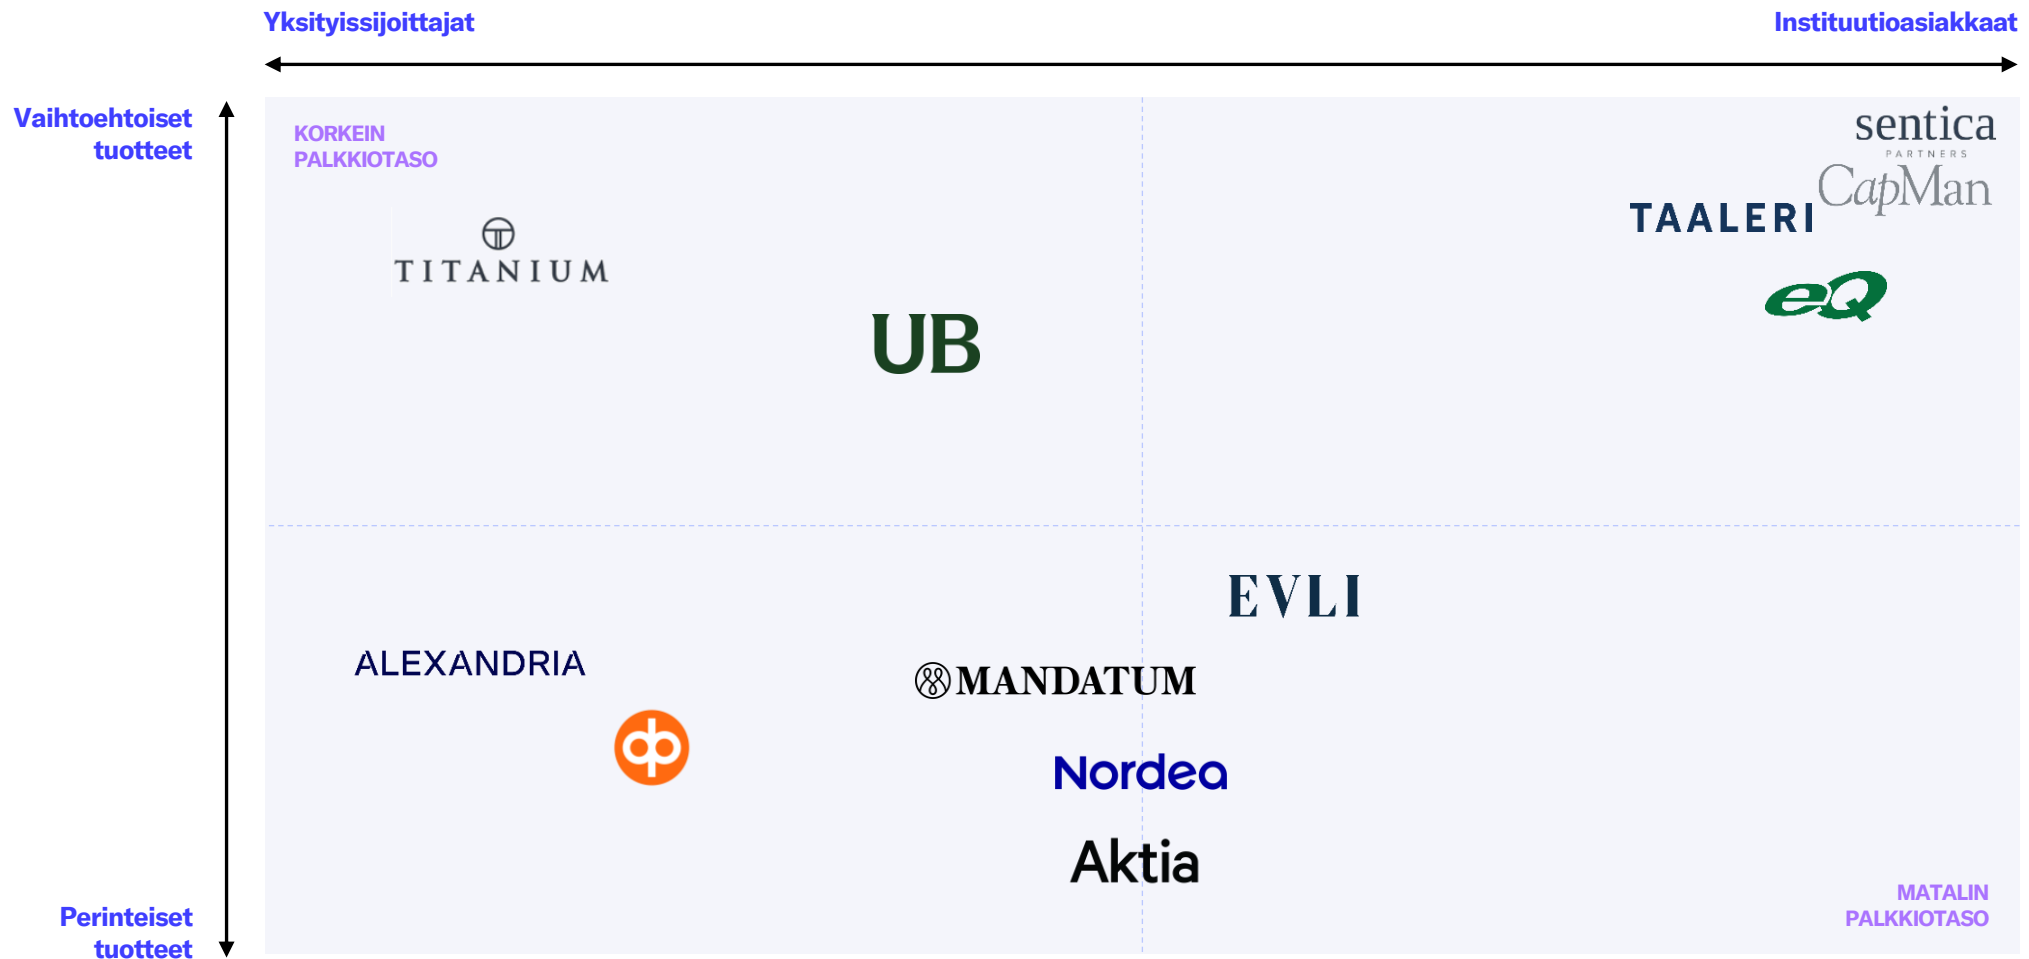 Yksityissijoittajat
Instituutioasiakkaat
Vaihtoehtoiset
tuotteet
KORKEIN
PALKKIOTASO
sentica
PARTNERS
CapMan
TAALERI
TITANIUM
eQ
UB
EVLI
ALEXANDRIA
MANDATUM
op
Nordea
Aktia
MATALIN
PALKKIOTASO
Perinteiset
tuotteet